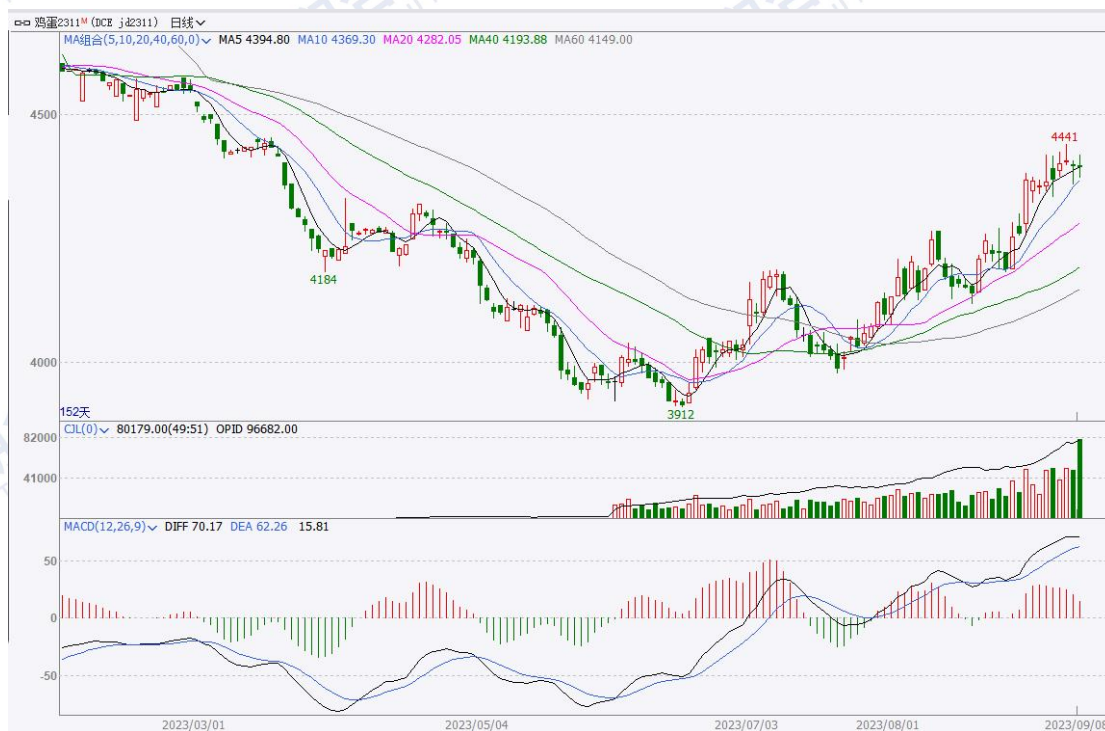 鸡蛋2311M (DCE jd2311) 日线
MA组合(5,10,20,40,60,0) MA5 4394.80 MA10 4369.30 MA20 4282.05 MA40 4193.88 MA60 4149.00
4441
4500
4184
4000
3912
152天
CJL(0) 80179.00(49:51) OPID 96682.00
82000
41000
MACD(12,26,9) DIFF 70.17 DEA 62.26 15.81
50
0
-50
2023/03/01 2023/05/04 2023/07/03 2023/08/01 2023/09/08